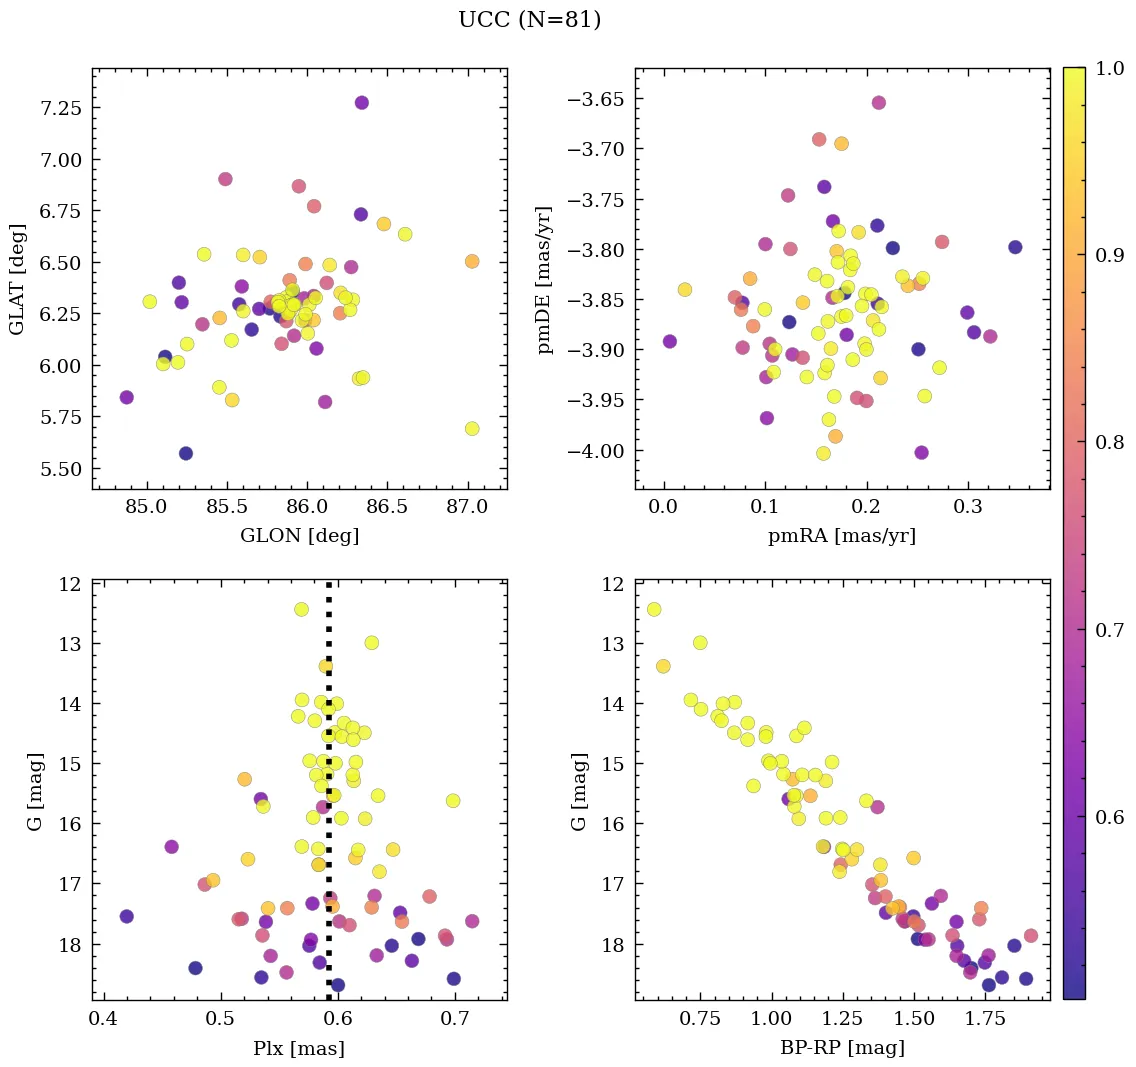 UCC (N=81)
7.25
7.00
6.75
6.50
6.25
6.00
5.75
5.50
GLAT [deg]
85.0 85.5 86.0 86.5 87.0
GLON [deg]
−3.65
−3.70
−3.75
−3.80
−3.85
−3.90
−3.95
−4.00
pmDE [mas/yr]
0.0 0.1 0.2 0.3
pmRA [mas/yr]
1.0
0.9
0.8
0.7
0.6
12
13
14
15
16
17
18
G [mag]
0.4 0.5 0.6 0.7
Plx [mas]
12
13
14
15
16
17
18
G [mag]
0.75 1.00 1.25 1.50 1.75
BP-RP [mag]